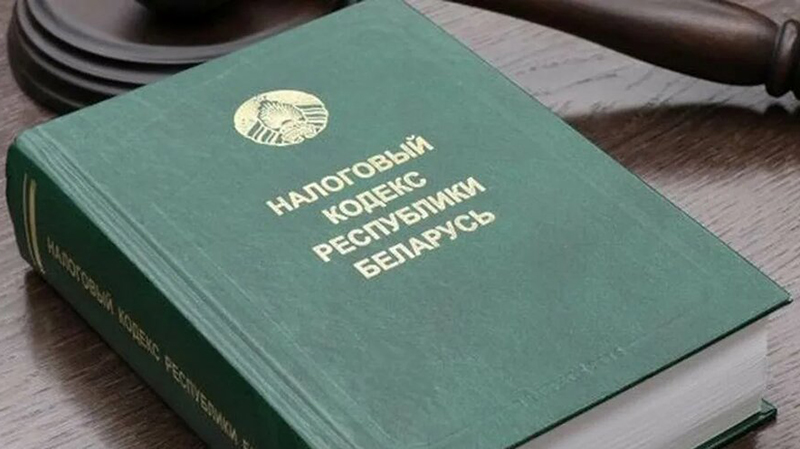 НАЛОГОВЫЙ
КОДЕКС
РЕСПУБЛИКИ
БЕЛАРУСЬ
НАЛОГОВЫЙ КОДЕКС РЕСПУБЛИКИ